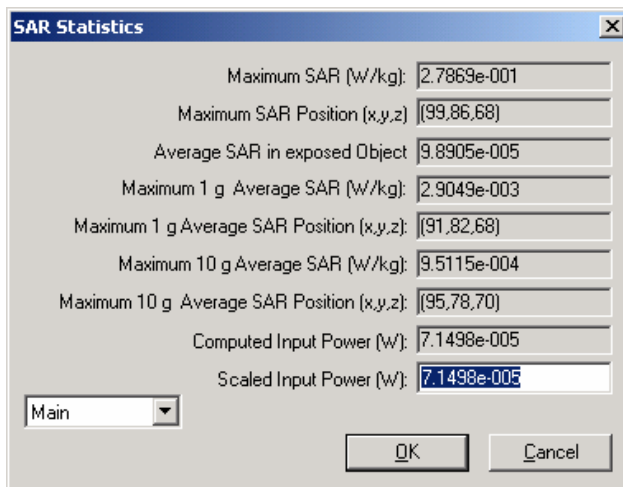 SAR Statistics
Maximum SAR (W/kg): 2.7869e-001
Maximum SAR Position (x,y,z) (99,86,68)
Average SAR in exposed Object 9.8905e-005
Maximum 1 g Average SAR (W/kg): 2.9049e-003
Maximum 1 g Average SAR Position (x,y,z): (91,82,68)
Maximum 10 g Average SAR (W/kg): 9.5115e-004
Maximum 10 g Average SAR Position (x,y,z): (95,78,70)
Computed Input Power (W): 7.1498e-005
Scaled Input Power (W): 7.1498e-005
Main
OK Cancel